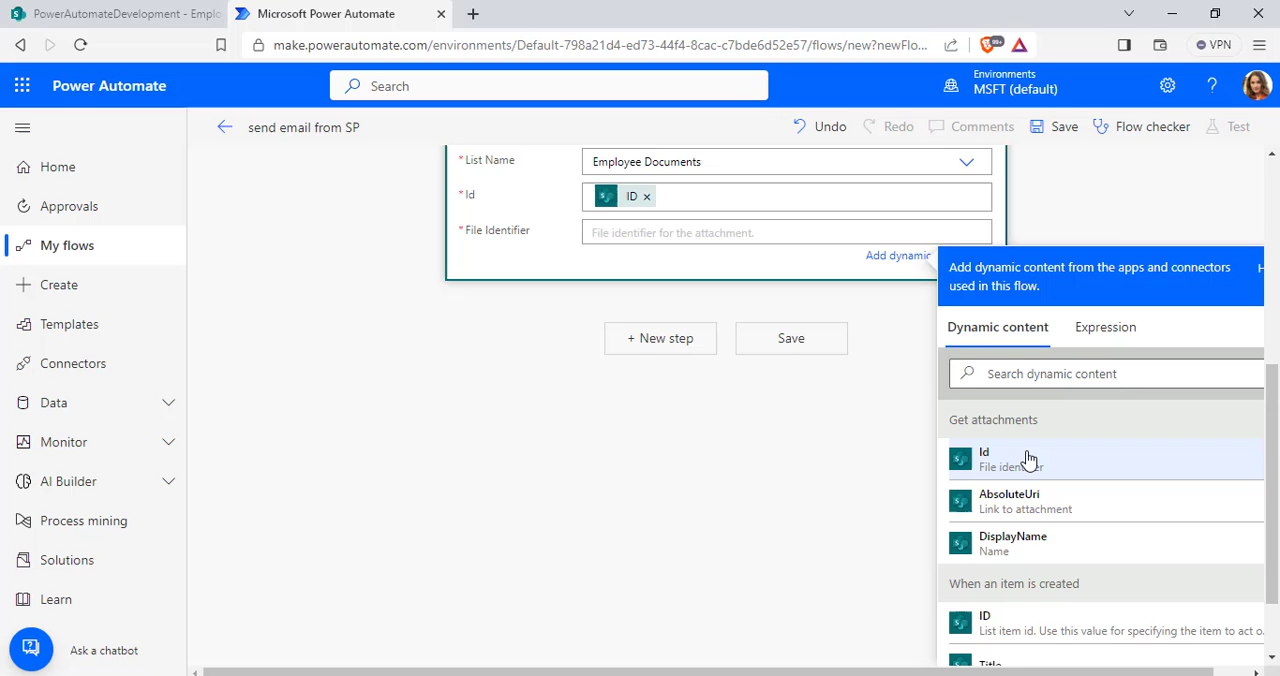 PowerAutomateDevelopment - Emplo
Microsoft Power Automate
make.powerautomate.com/environments/Default-798a21d4-ed73-44f4-8cac-c7bde6d52e57/flows/new?newFlo...
99+
VPN
Power Automate
Search
Environments
MSFT (default)
send email from SP
Undo
Redo
Comments
Save
Flow checker
Test
Home
Approvals
My flows
Create
Templates
Connectors
Data
Monitor
AI Builder
Process mining
Solutions
Learn
Ask a chatbot
* List Name
Employee Documents
* Id
ID ×
* File Identifier
File identifier for the attachment.
Add dynamic
+ New step
Save
Add dynamic content from the apps and connectors
used in this flow.
H
Dynamic content
Expression
Search dynamic content
Get attachments
Id
File identifier
AbsoluteUri
Link to attachment
DisplayName
Name
When an item is created
ID
List item id. Use this value for specifying the item to act o.
Title